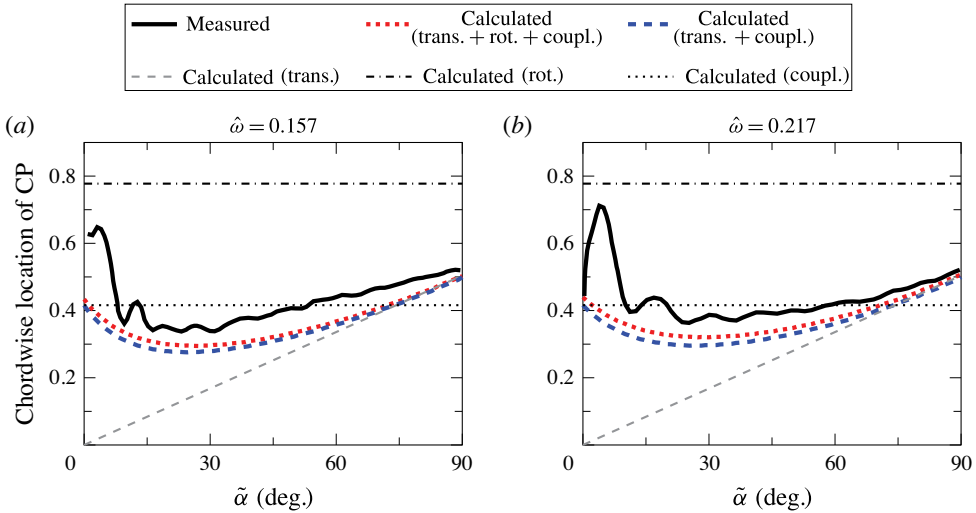 Measured
Calculated
(trans. + rot. + coupl.)
Calculated
(trans. + coupl.)
Calculated (trans.)
Calculated (rot.)
Calculated (coupl.)
(a)
ω̂ = 0.157
(b)
ω̂ = 0.217
Chordwise location of CP
0.8
0.6
0.4
0.2
0
30
60
90
α̃ (deg.)
0.8
0.6
0.4
0.2
0
30
60
90
α̃ (deg.)